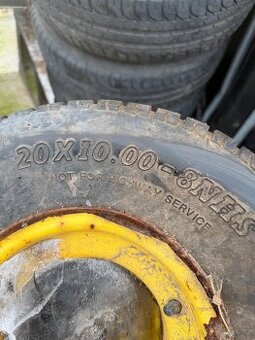 20X10.00-8NHS
NOT FOR HIGHWAY SERVICE